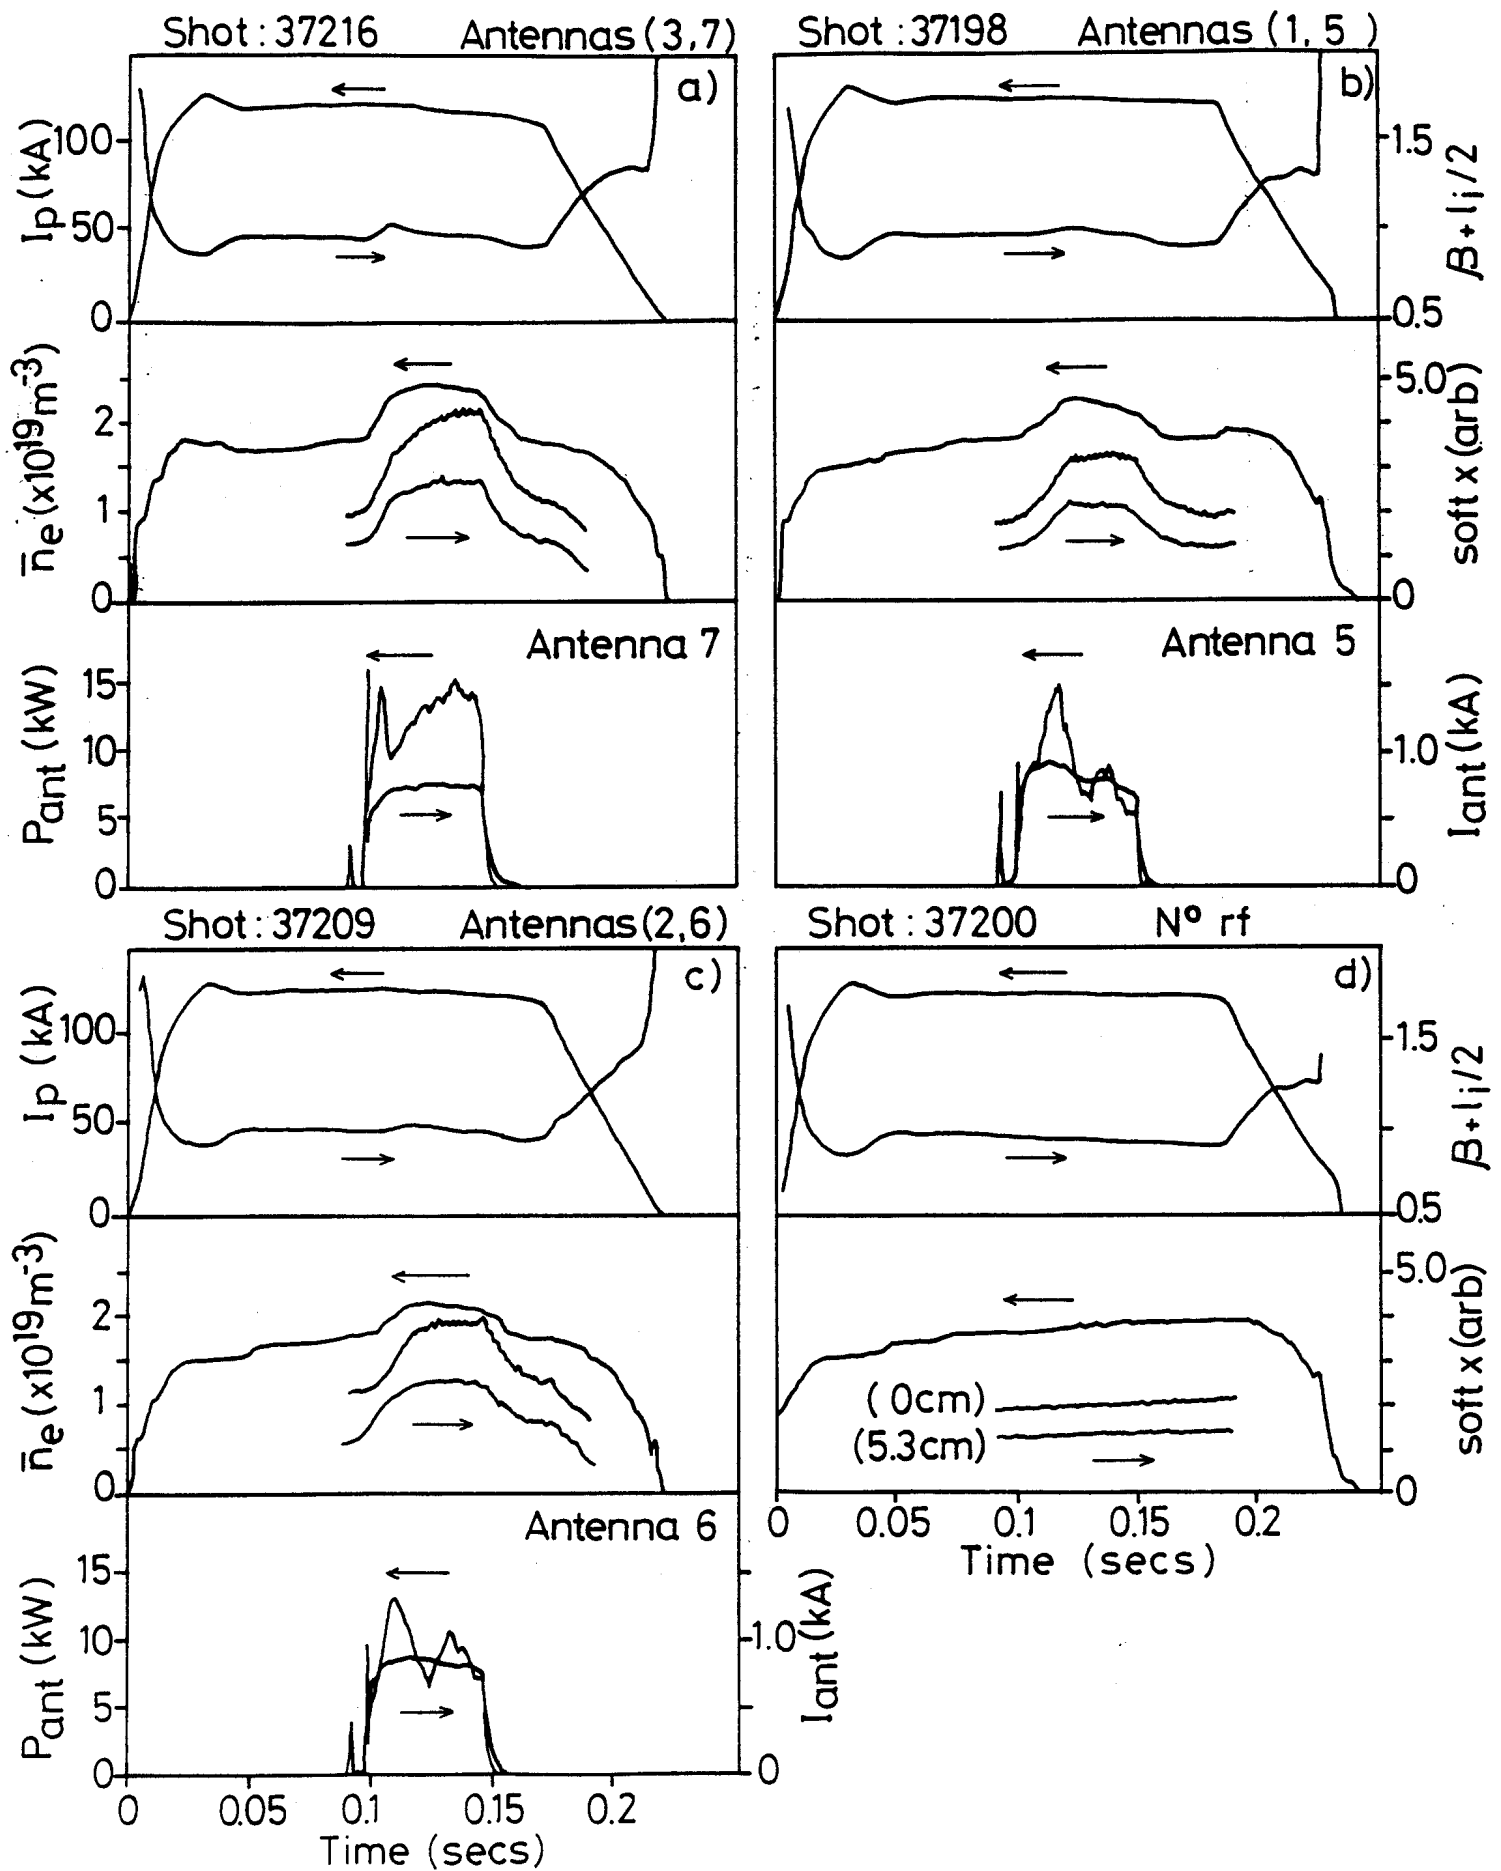 Shot : 37216 Antennas (3,7)
a)
Ip (kA)
100
50
0
n̄e (x10^19 m^-3)
2
1
0
Antenna 7
Pant (kW)
15
10
5
0
Shot : 37198 Antennas (1,5 )
b)
1.5
0.5
β+li/2
5.0
0
soft x (arb)
Antenna 5
1.0
0
Iant (kA)
Shot : 37209 Antennas (2,6)
c)
Ip (kA)
100
50
0
n̄e (x10^19 m^-3)
2
1
0
Antenna 6
Pant (kW)
15
10
5
0
1.0
0
Iant (kA)
0 0.05 0.1 0.15 0.2
Time (secs)
Shot : 37200 N° rf
d)
1.5
0.5
β+li/2
5.0
0
soft x (arb)
(0cm)
(5.3cm)
0 0.05 0.1 0.15 0.2
Time (secs)